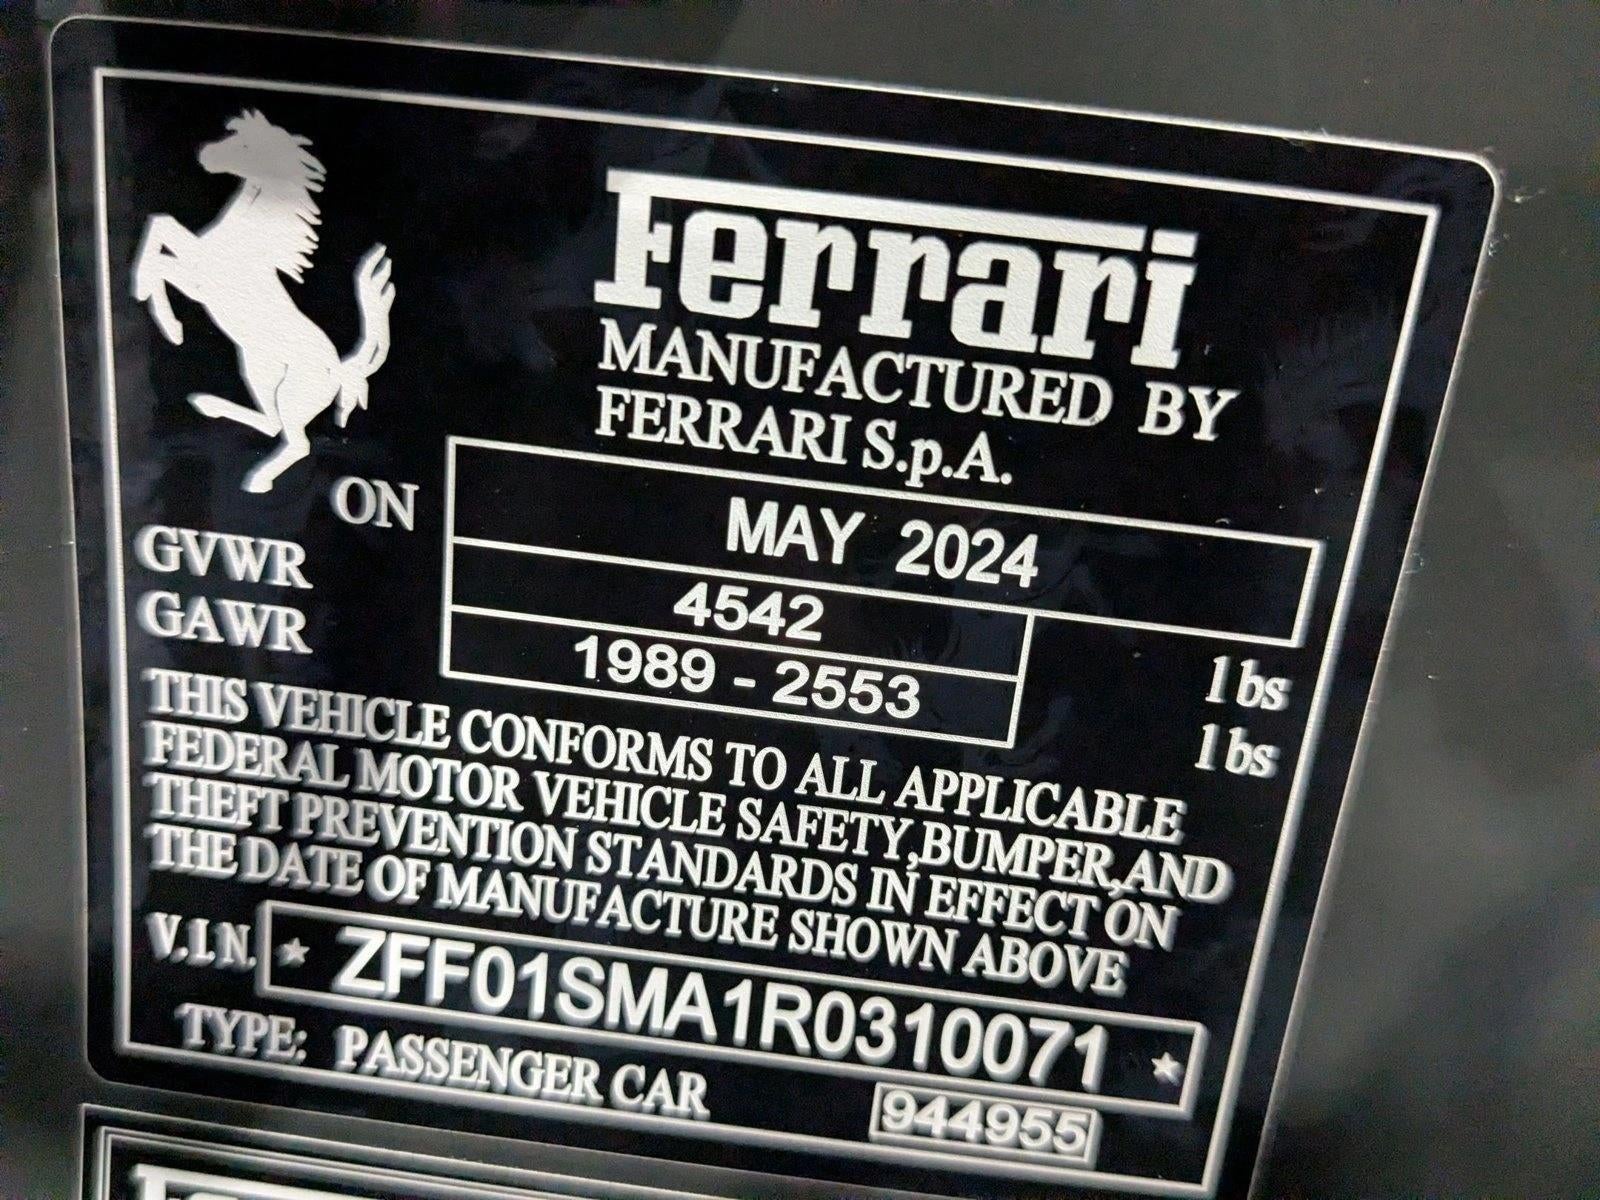 Ferrari
MANUFACTURED BY
FERRARI S.p.A.
ON MAY 2024
GVWR 4542 lbs
GAWR 1989 - 2553 lbs
THIS VEHICLE CONFORMS TO ALL APPLICABLE
FEDERAL MOTOR VEHICLE SAFETY,BUMPER,AND
THEFT PREVENTION STANDARDS IN EFFECT ON
THE DATE OF MANUFACTURE SHOWN ABOVE
V.I.N. * ZFF01SMA1R0310071 *
TYPE: PASSENGER CAR 944955